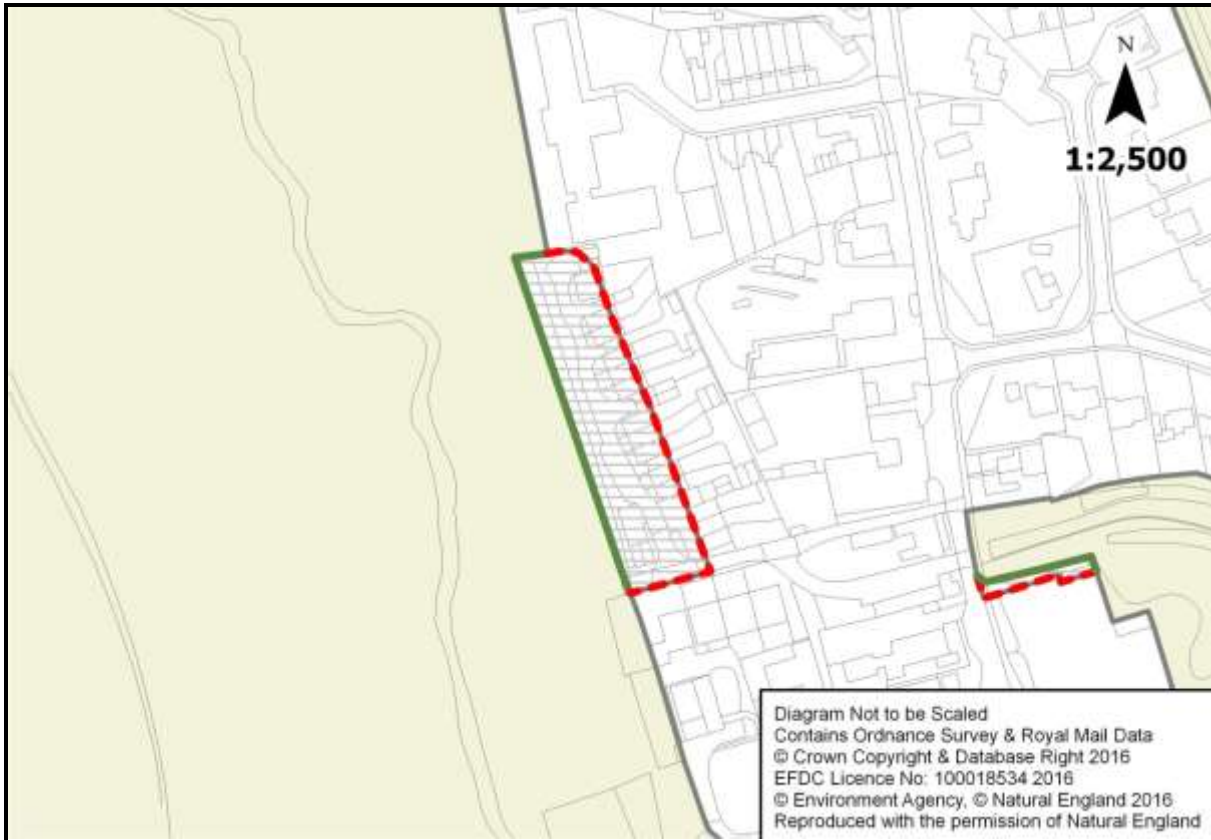 N
1:2,500
Diagram Not to be Scaled
Contains Ordnance Survey & Royal Mail Data
© Crown Copyright & Database Right 2016
EFDC Licence No: 100018534 2016
© Environment Agency, © Natural England 2016
Reproduced with the permission of Natural England